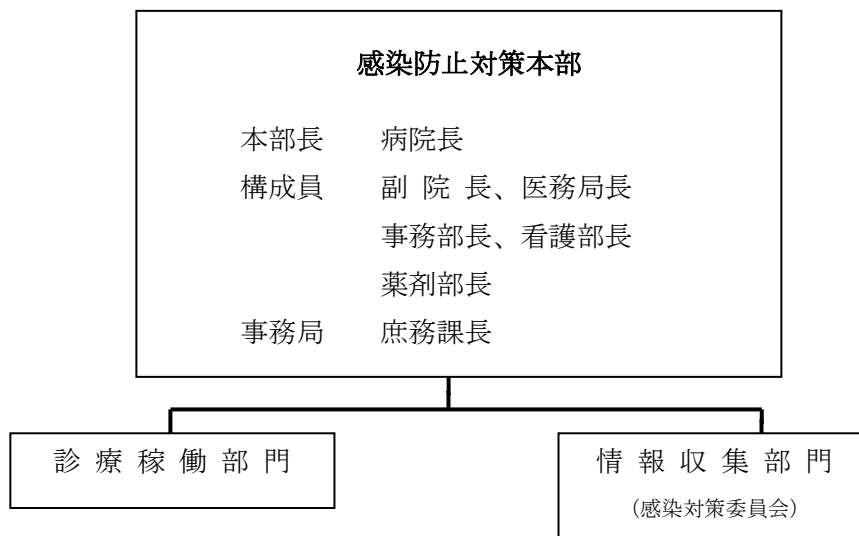 感染防止対策本部
本部長 病院長
構成員 副 院 長、医務局長
事務部長、看護部長
薬剤部長
事務局 庶務課長
診 療 稼 働 部 門
情 報 収 集 部 門
(感染対策委員会)